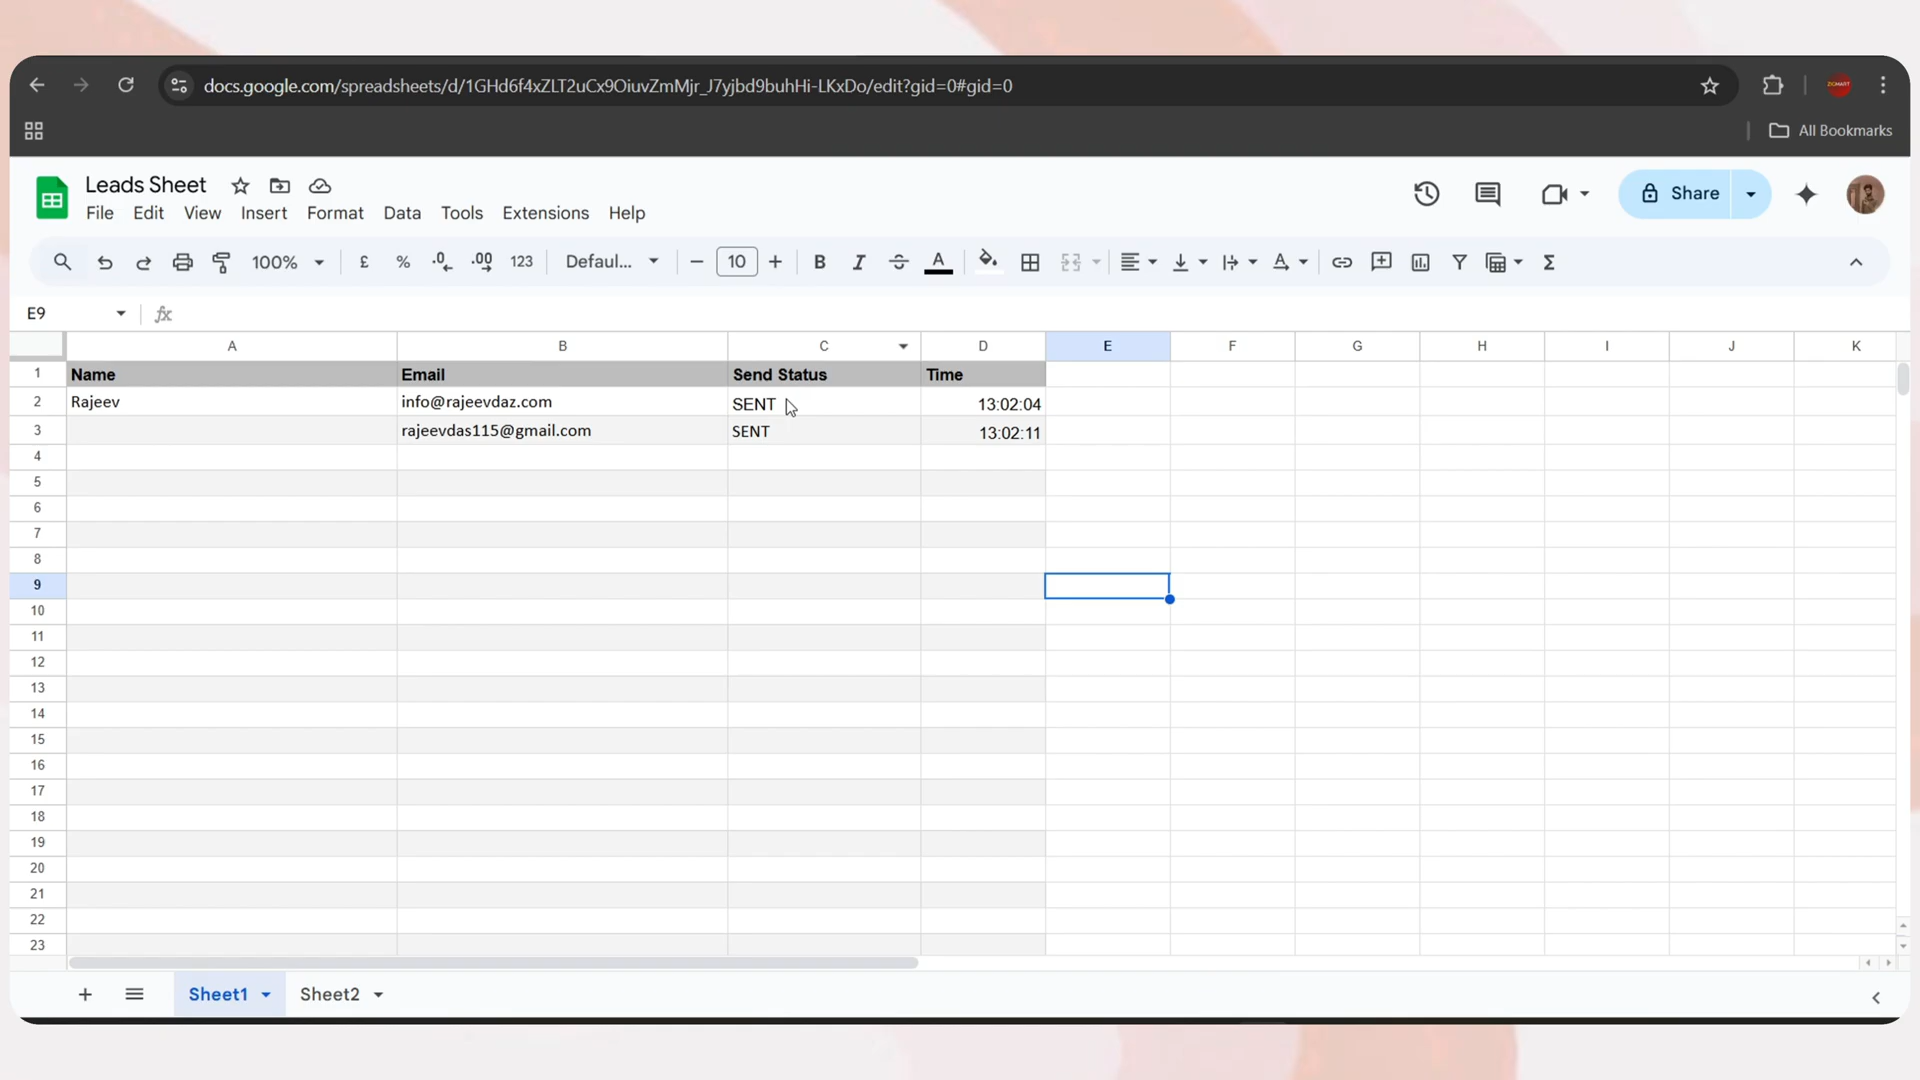 docs.google.com/spreadsheets/d/1GHd6f4xZLT2uCx9OiuvZmMjr_J7yjbd9buhHi-LKxDo/edit?gid=0#gid=0
All Bookmarks
Leads Sheet
File Edit View Insert Format Data Tools Extensions Help
Share
100% £ % .0 .00 123 Defaul... 10 B I A
E9 fx
A B C D E F G H I J K
1 Name Email Send Status Time
2 Rajeev info@rajeevdaz.com SENT 13:02:04
3 rajeevdas115@gmail.com SENT 13:02:11
4
5
6
7
8
9
10
11
12
13
14
15
16
17
18
19
20
21
22
23
Sheet1 Sheet2